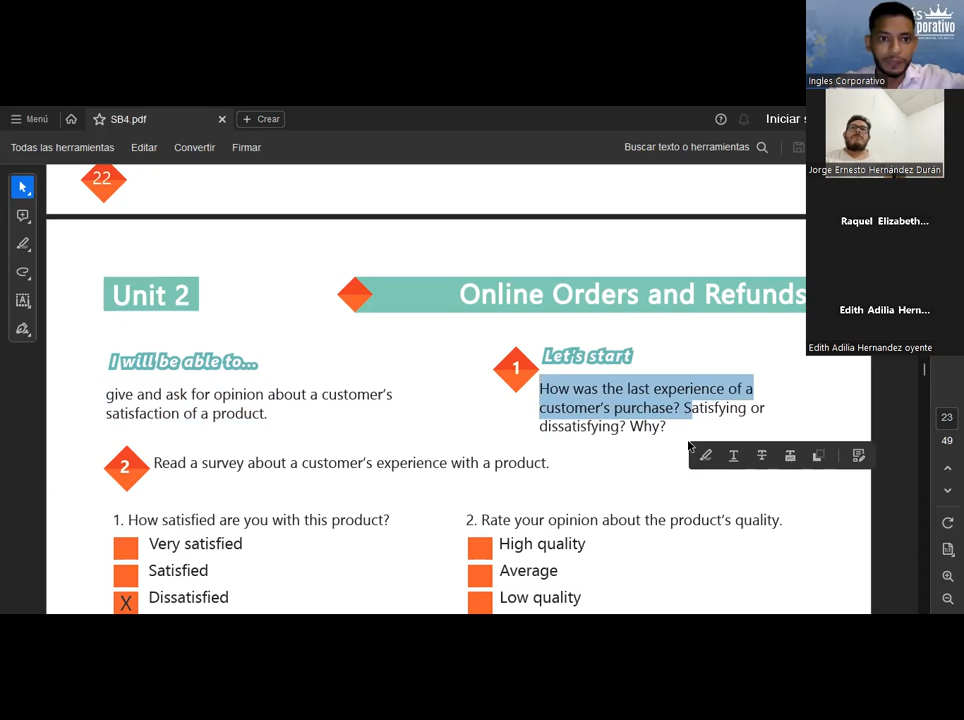 Menú
SB4.pdf
Crear
Iniciar s
Todas las herramientas
Editar
Convertir
Firmar
Buscar texto o herramientas
22
Unit 2
Online Orders and Refunds
I will be able to...
give and ask for opinion about a customer's
satisfaction of a product.
1
Let's start
How was the last experience of a
customer's purchase? Satisfying or
dissatisfying? Why?
2
Read a survey about a customer's experience with a product.
1. How satisfied are you with this product?
Very satisfied
Satisfied
X Dissatisfied
2. Rate your opinion about the product's quality.
High quality
Average
Low quality
23
49
Ingles Corporativo
Jorge Ernesto Hernández Durán
Raquel Elizabeth...
Edith Adilia Hern...
Edith Adilia Hernandez oyente